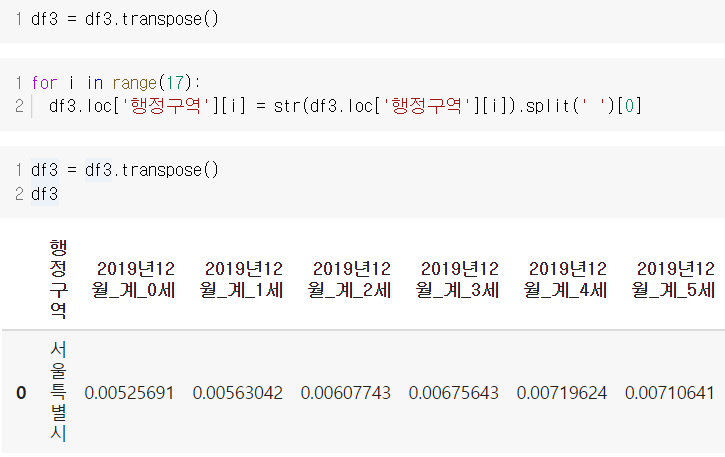 1 df3 = df3.transpose()
1 for i in range(17):
2 df3.loc['행정구역'][i] = str(df3.loc['행정구역'][i]).split(' ')[0]
1 df3 = df3.transpose()
2 df3
행정구역 2019년12월_계_0세 2019년12월_계_1세 2019년12월_계_2세 2019년12월_계_3세 2019년12월_계_4세 2019년12월_계_5세
0 서울특별시 0.00525691 0.00563042 0.00607743 0.00675643 0.00719624 0.00710641